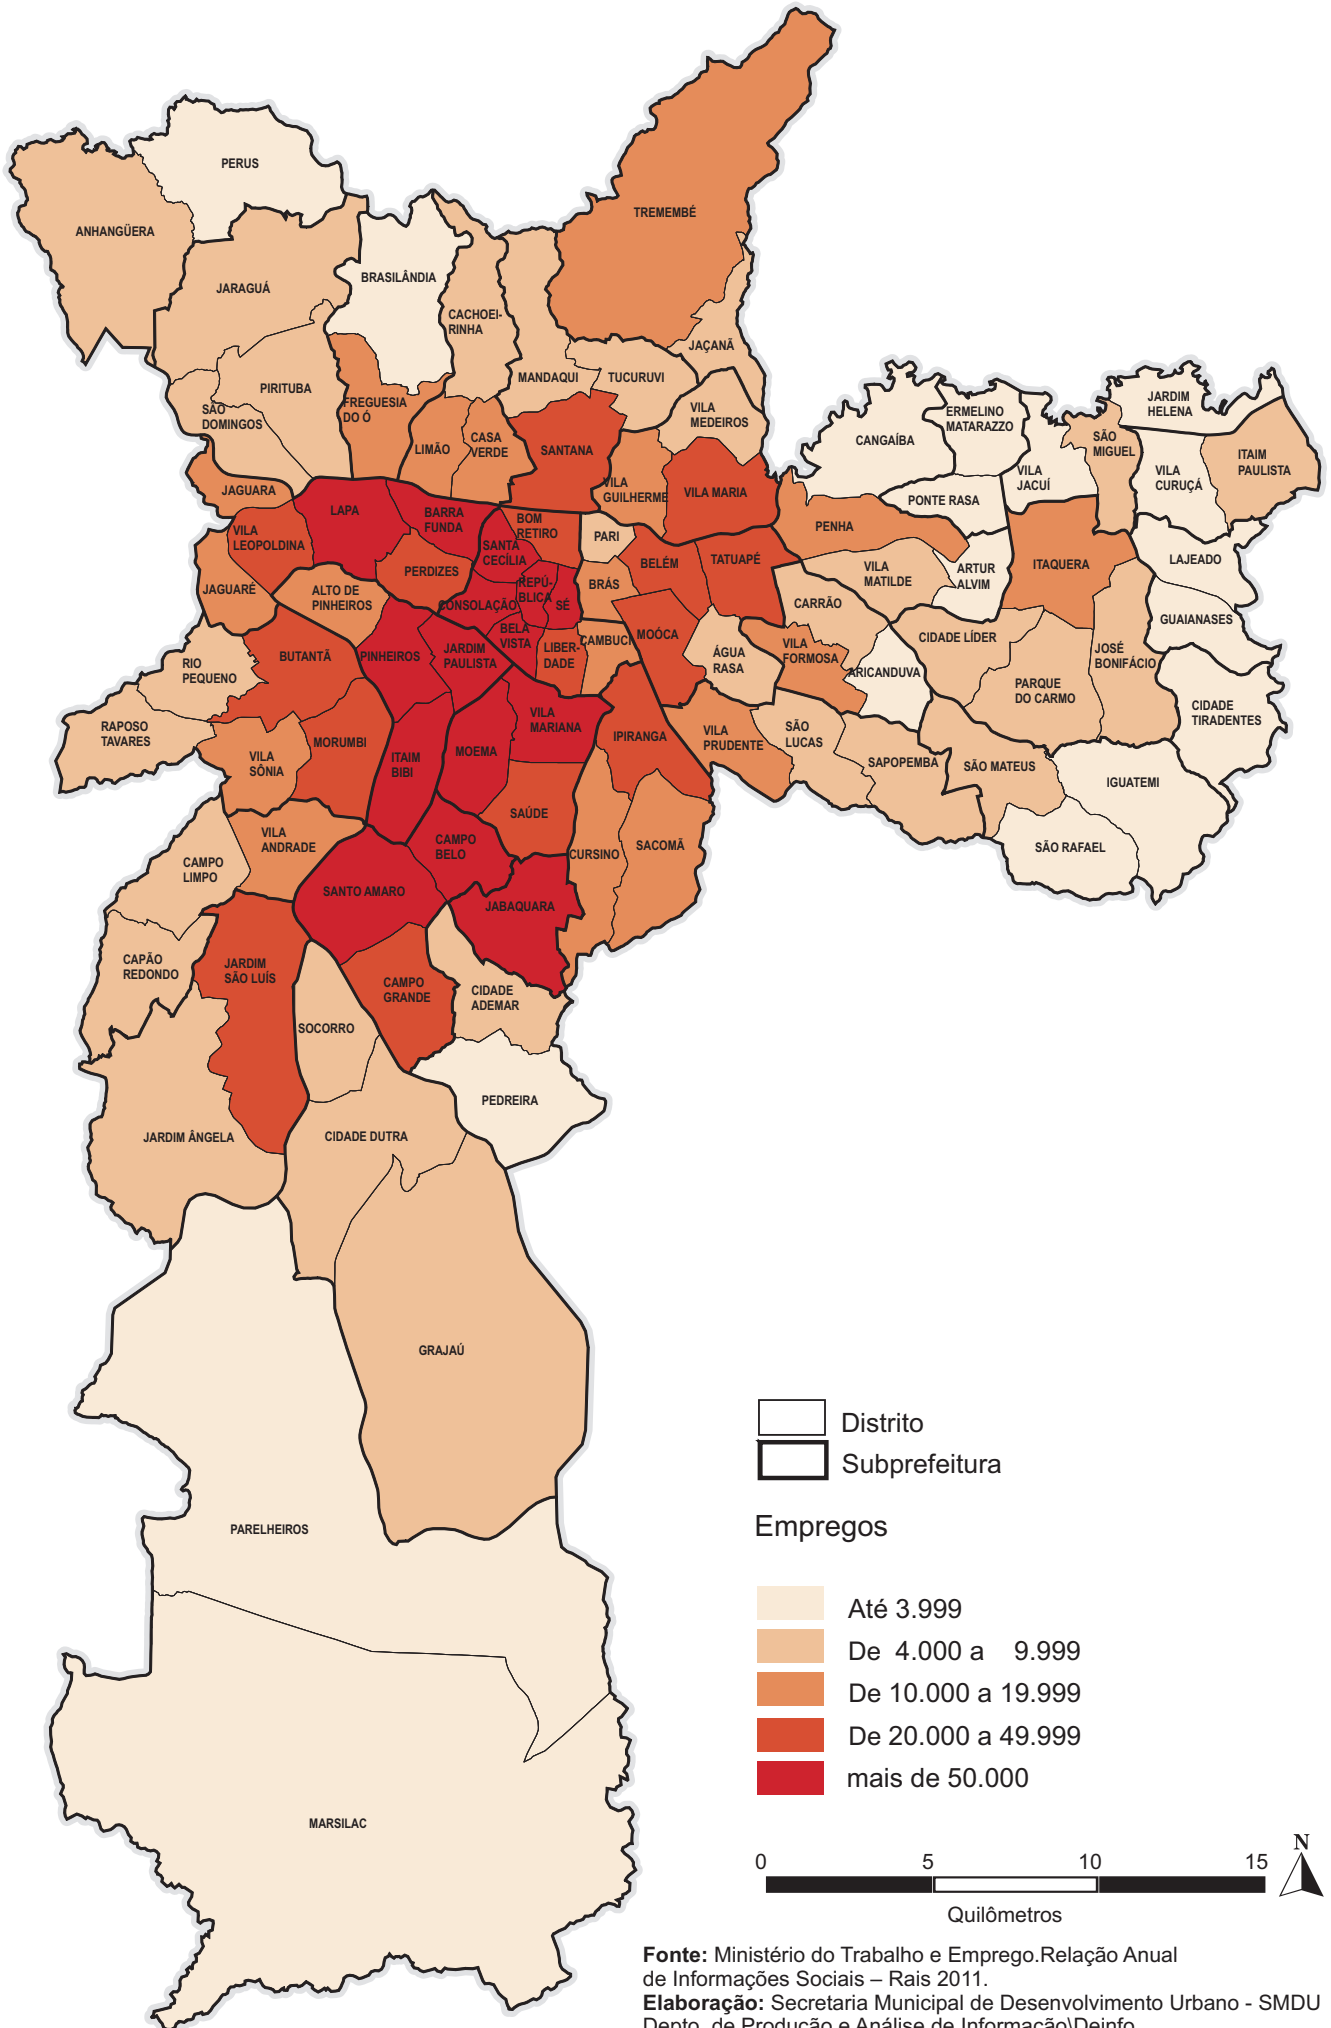 PERUS
ANHANGÜERA
TREMEMBÉ
JARAGUÁ
BRASILÂNDIA
CACHOEI-
RINHA
JAÇANÃ
MANDAQUI
TUCURUVI
PIRITUBA
SÃO
DOMINGOS
FREGUESIA
DO Ó
VILA
MEDEIROS
LIMÃO
CASA
VERDE
SANTANA
CANGAÍBA
ERMELINO
MATARAZZO
JARDIM
HELENA
SÃO
MIGUEL
ITAIM
PAULISTA
VILA
JACUÍ
VILA
CURUÇÁ
JAGUARA
VILA
GUILHERME
VILA MARIA
PONTE RASA
LAPA
BARRA
FUNDA
BOM
RETIRO
PARI
PENHA
VILA
LEOPOLDINA
SANTA
CECÍLIA
PERDIZES
BELÉM
TATUAPÉ
VILA
MATILDE
ARTUR
ALVIM
ITAQUERA
LAJEADO
JAGUARÉ
ALTO DE
PINHEIROS
REPÚ-
BLICA
SÉ
BRÁS
CONSOLAÇÃO
CARRÃO
GUAIANASES
BELA
VISTA
LIBER-
DADE
CAMBUCI
MOÓCA
CIDADE LÍDER
RIO
PEQUENO
BUTANTÃ
PINHEIROS
JARDIM
PAULISTA
ÁGUA
RASA
VILA
FORMOSA
ARICANDUVA
JOSÉ
BONIFÁCIO
PARQUE
DO CARMO
CIDADE
TIRADENTES
RAPOSO
TAVARES
VILA
MARIANA
MORUMBI
ITAIM
BIBI
MOEMA
IPIRANGA
VILA
PRUDENTE
SÃO
LUCAS
VILA
SÔNIA
SAPOPEMBA
SÃO MATEUS
IGUATEMI
SAÚDE
VILA
ANDRADE
CAMPO
BELO
CURSINO
SACOMÃ
SÃO RAFAEL
CAMPO
LIMPO
SANTO AMARO
JABAQUARA
CAPÃO
REDONDO
JARDIM
SÃO LUÍS
CAMPO
GRANDE
CIDADE
ADEMAR
SOCORRO
PEDREIRA
JARDIM ÂNGELA
CIDADE DUTRA
GRAJAÚ
PARELHEIROS
MARSILAC
Distrito
Subprefeitura
Empregos
Até 3.999
De 4.000 a 9.999
De 10.000 a 19.999
De 20.000 a 49.999
mais de 50.000
N
0 5 10 15
Quilômetros
Fonte: Ministério do Trabalho e Emprego.Relação Anual
de Informações Sociais – Rais 2011.
Elaboração: Secretaria Municipal de Desenvolvimento Urbano - SMDU
Depto. de Produção e Análise de Informação\Deinfo